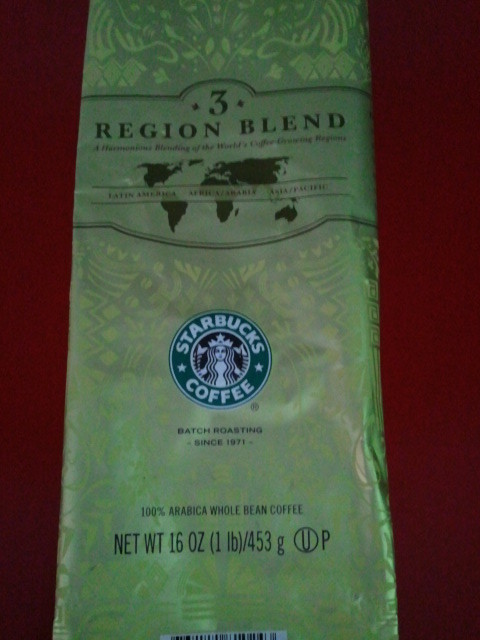 3
REGION BLEND
A Harmonious Blending of the World's Coffee-Growing Regions
LATIN AMERICA AFRICA/ARABIA ASIA/PACIFIC
STARBUCKS
COFFEE
®
BATCH ROASTING
- SINCE 1971 -
100% ARABICA WHOLE BEAN COFFEE.
NET WT 16 OZ (1 lb)/453 g Ⓤ P